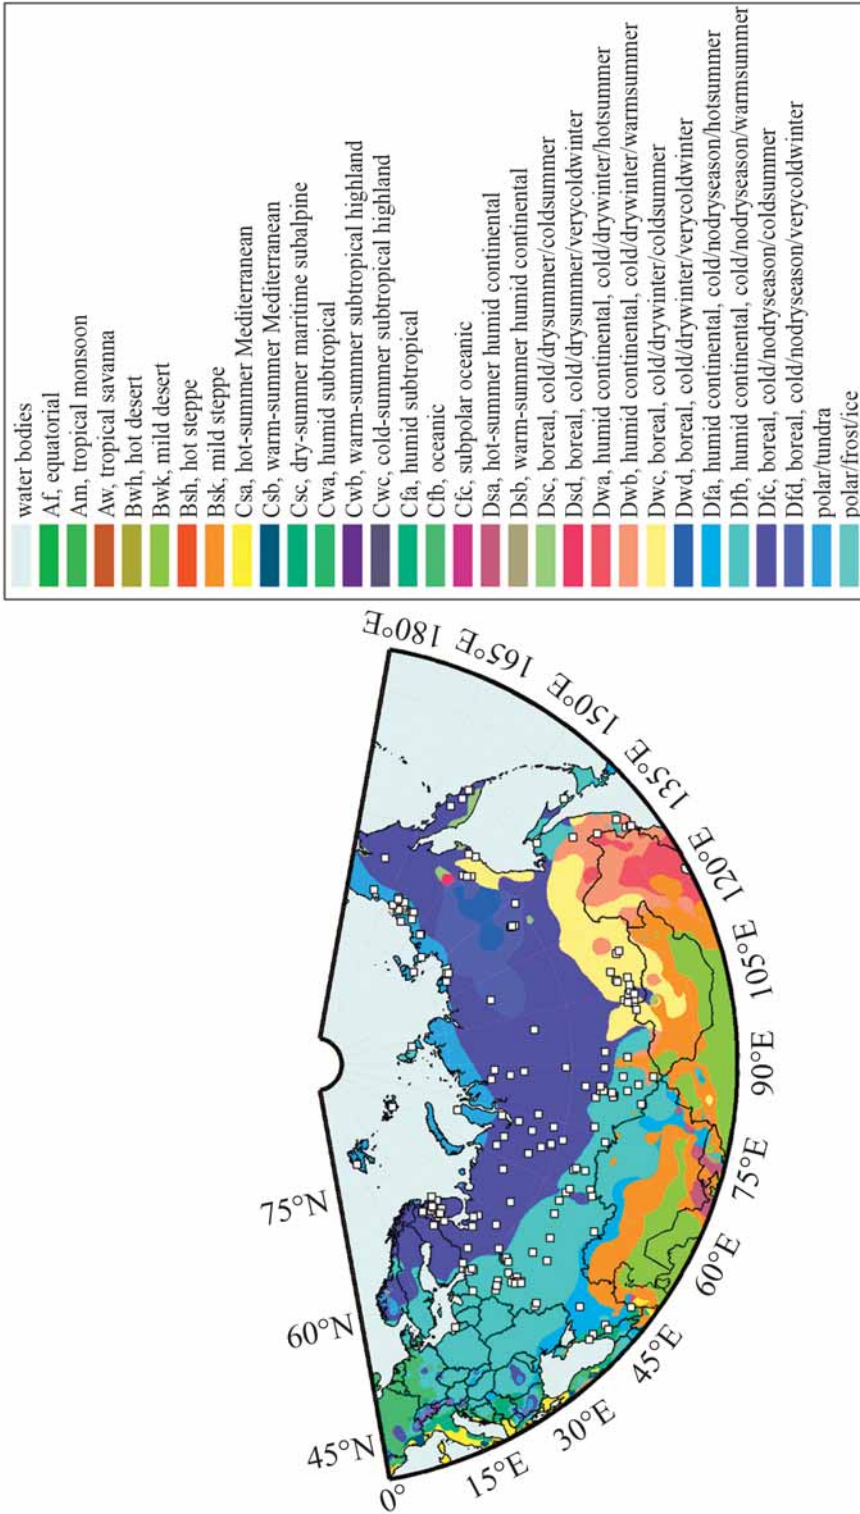 water bodies
Af, equatorial
Am, tropical monsoon
Aw, tropical savanna
Bwh, hot desert
Bwk, mild desert
Bsh, hot steppe
Bsk, mild steppe
Csa, hot-summer Mediterranean
Csb, warm-summer Mediterranean
Csc, dry-summer maritime subalpine
Cwa, humid subtropical
Cwb, warm-summer subtropical highland
Cwc, cold-summer subtropical highland
Cfa, humid subtropical
Cfb, oceanic
Cfc, subpolar oceanic
Dsa, hot-summer humid continental
Dsb, warm-summer humid continental
Dsc, boreal, cold/drysummer/coldsummer
Dsd, boreal, cold/drysummer/verycoldwinter
Dwa, humid continental, cold/drywinter/hotsummer
Dwb, humid continental, cold/drywinter/warmsummer
Dwc, boreal, cold/drywinter/coldsummer
Dwd, boreal, cold/drywinter/verycoldwinter
Dfa, humid continental, cold/nodryseason/hotsummer
Dfb, humid continental, cold/nodryseason/warmsummer
Dfc, boreal, cold/nodryseason/coldsummer
Dfd, boreal, cold/nodryseason/verycoldwinter
polar/tundra
polar/frost/ice
180°E
165°E
150°E
135°E
120°E
105°E
90°E
75°E
60°E
45°E
30°E
15°E
0°
45°N
60°N
75°N